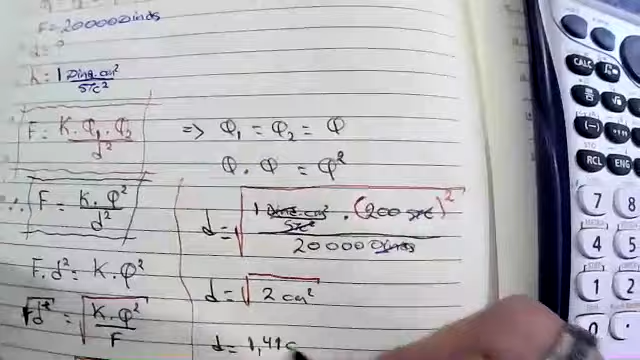 F = 20000 Dinas
d = ?
K = 1 Dina.cm² / STC²
F = K . Q₁ . Q₂ / d²
=> Q₁ = Q₂ = Q
Q . Q = Q²
∴ F = K . Q² / d²
F . d² = K . Q²
√d² = √(K . Q² / F)
d = √(1 Dina.cm² / STC² . (200 STC)² / 20000 Dinas)
d = √2 cm²
d = 1,41 c
CALC
RCL
ENG
7
8
4
5
1
2
0